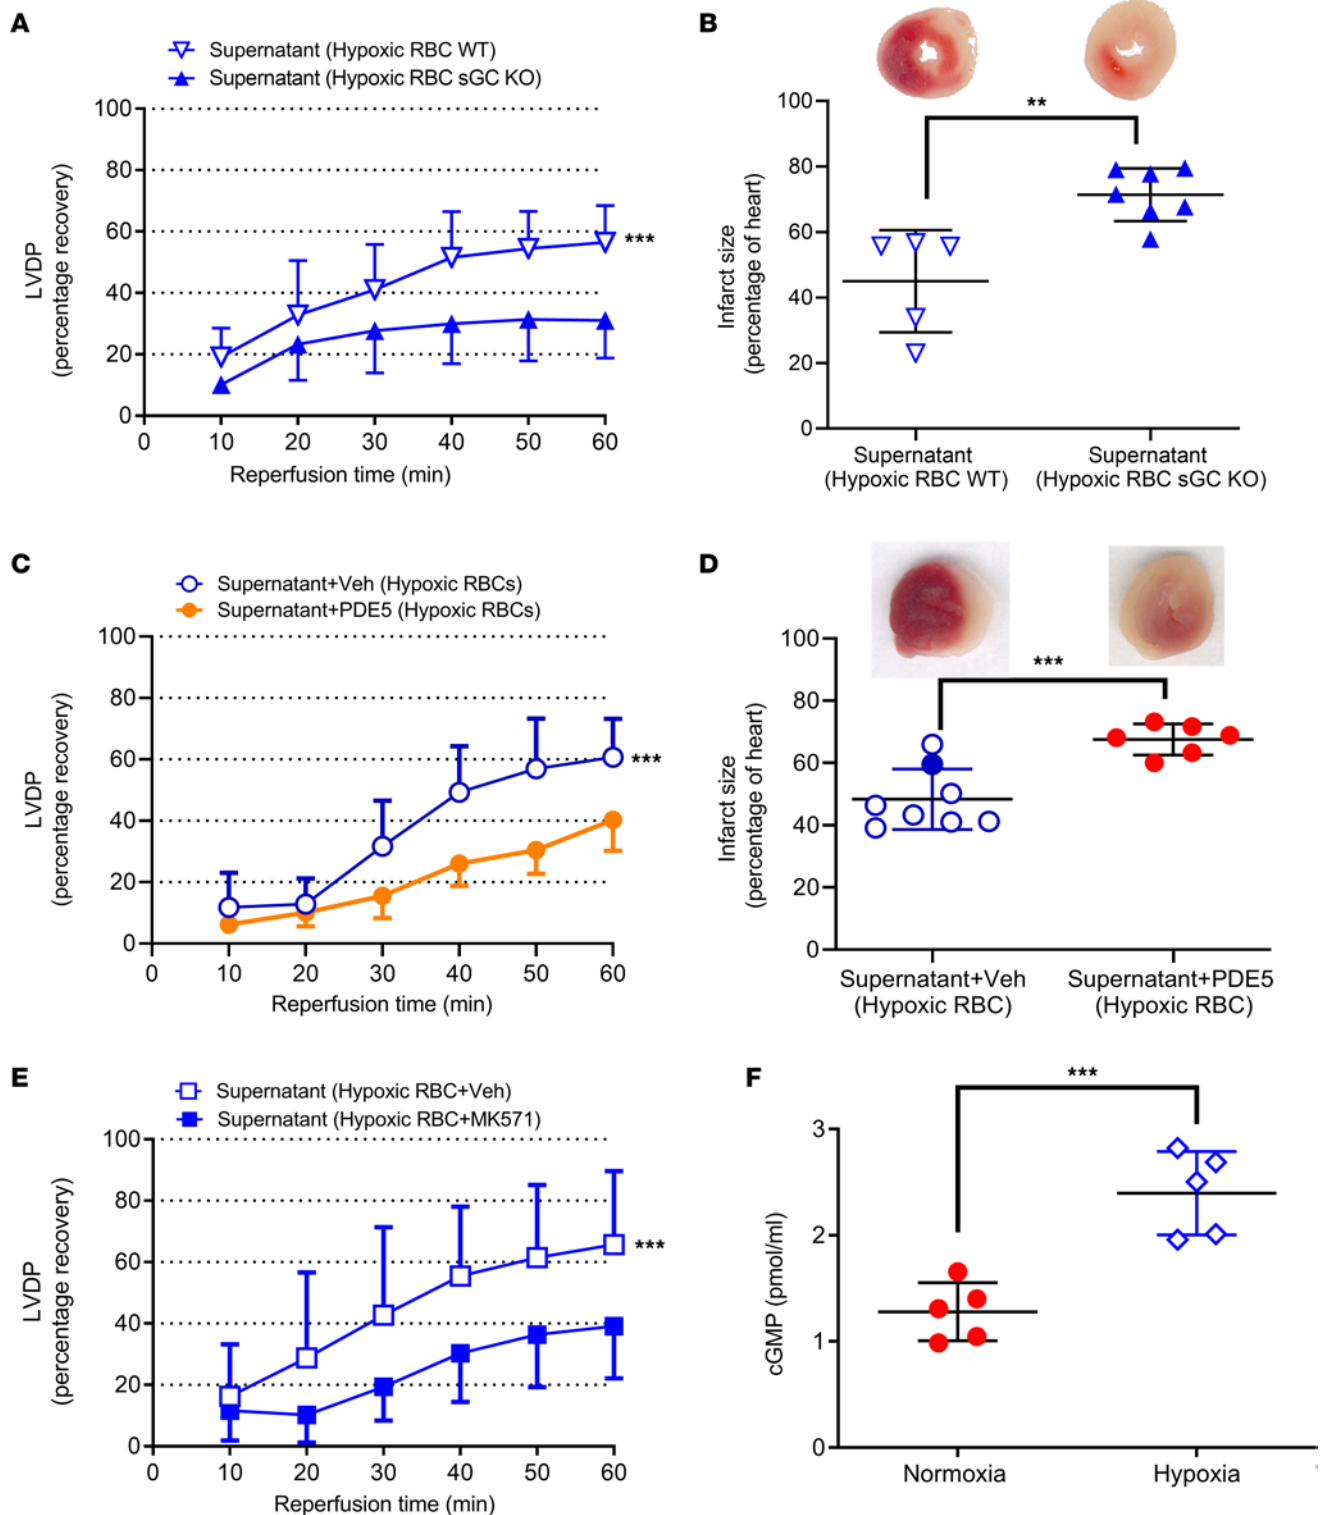 A
Supernatant (Hypoxic RBC WT)
Supernatant (Hypoxic RBC sGC KO)
100
80
60
40
20
0
LVDP
(percentage recovery)
***
0 10 20 30 40 50 60
Reperfusion time (min)
B
**
100
80
60
40
20
0
Infarct size
(percentage of heart)
Supernatant
(Hypoxic RBC WT)
Supernatant
(Hypoxic RBC sGC KO)
C
Supernatant+Veh (Hypoxic RBCs)
Supernatant+PDE5 (Hypoxic RBCs)
100
80
60
40
20
0
LVDP
(percentage recovery)
***
0 10 20 30 40 50 60
Reperfusion time (min)
D
***
100
80
60
40
20
0
Infarct size
(percentage of heart)
Supernatant+Veh
(Hypoxic RBC)
Supernatant+PDE5
(Hypoxic RBC)
E
Supernatant (Hypoxic RBC+Veh)
Supernatant (Hypoxic RBC+MK571)
100
80
60
40
20
0
LVDP
(percentage recovery)
***
0 10 20 30 40 50 60
Reperfusion time (min)
F
***
3
2
1
0
cGMP (pmol/ml)
Normoxia
Hypoxia